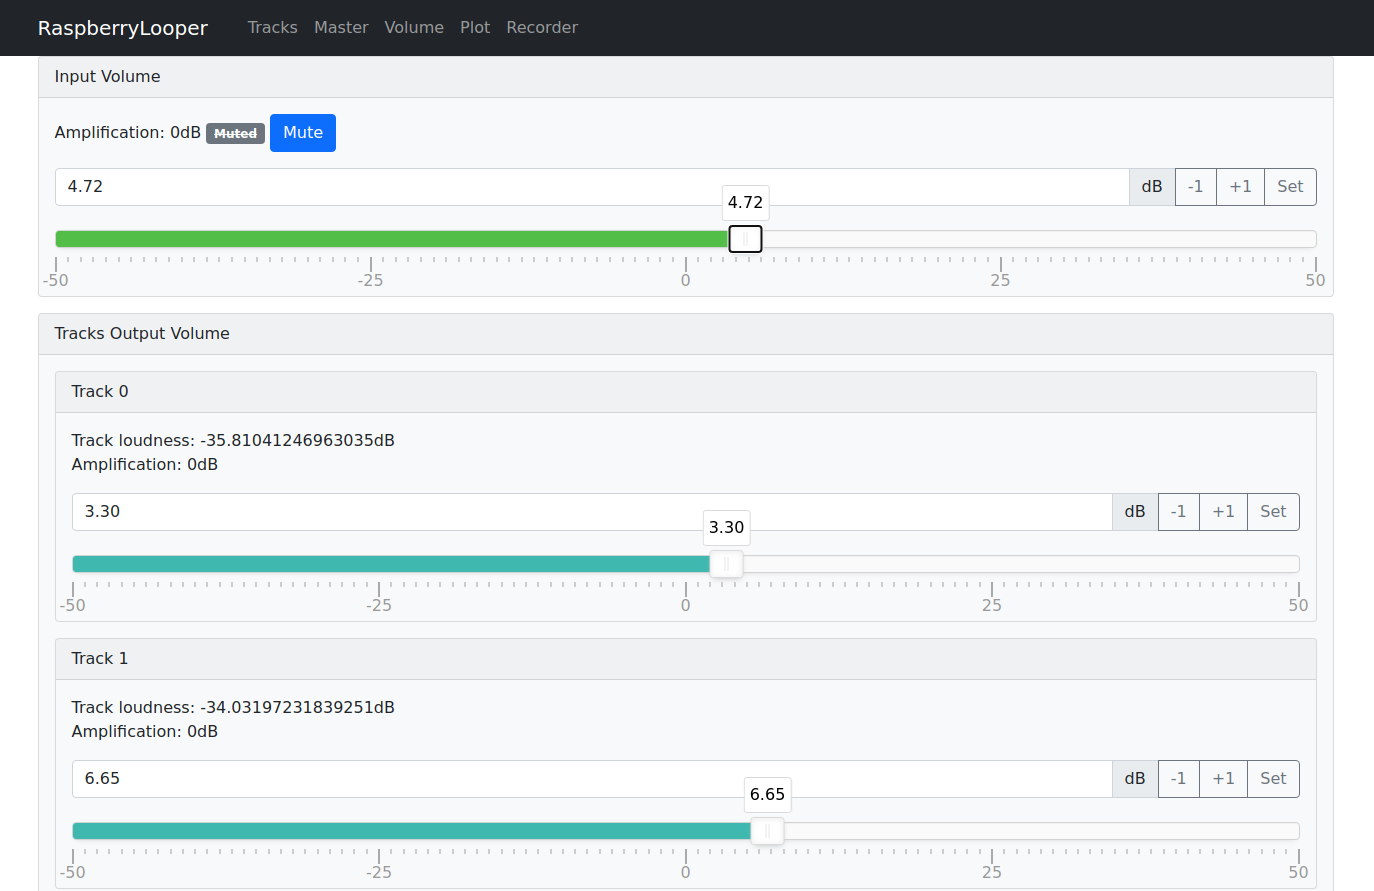 RaspberryLooper Tracks Master Volume Plot Recorder
Input Volume
Amplification: 0dB Muted Mute
4.72 dB -1 +1 Set
4.72
-50 -25 0 25 50
Tracks Output Volume
Track 0
Track loudness: -35.81041246963035dB
Amplification: 0dB
3.30 dB -1 +1 Set
3.30
-50 -25 0 25 50
Track 1
Track loudness: -34.03197231839251dB
Amplification: 0dB
6.65 dB -1 +1 Set
6.65
-50 -25 0 25 50